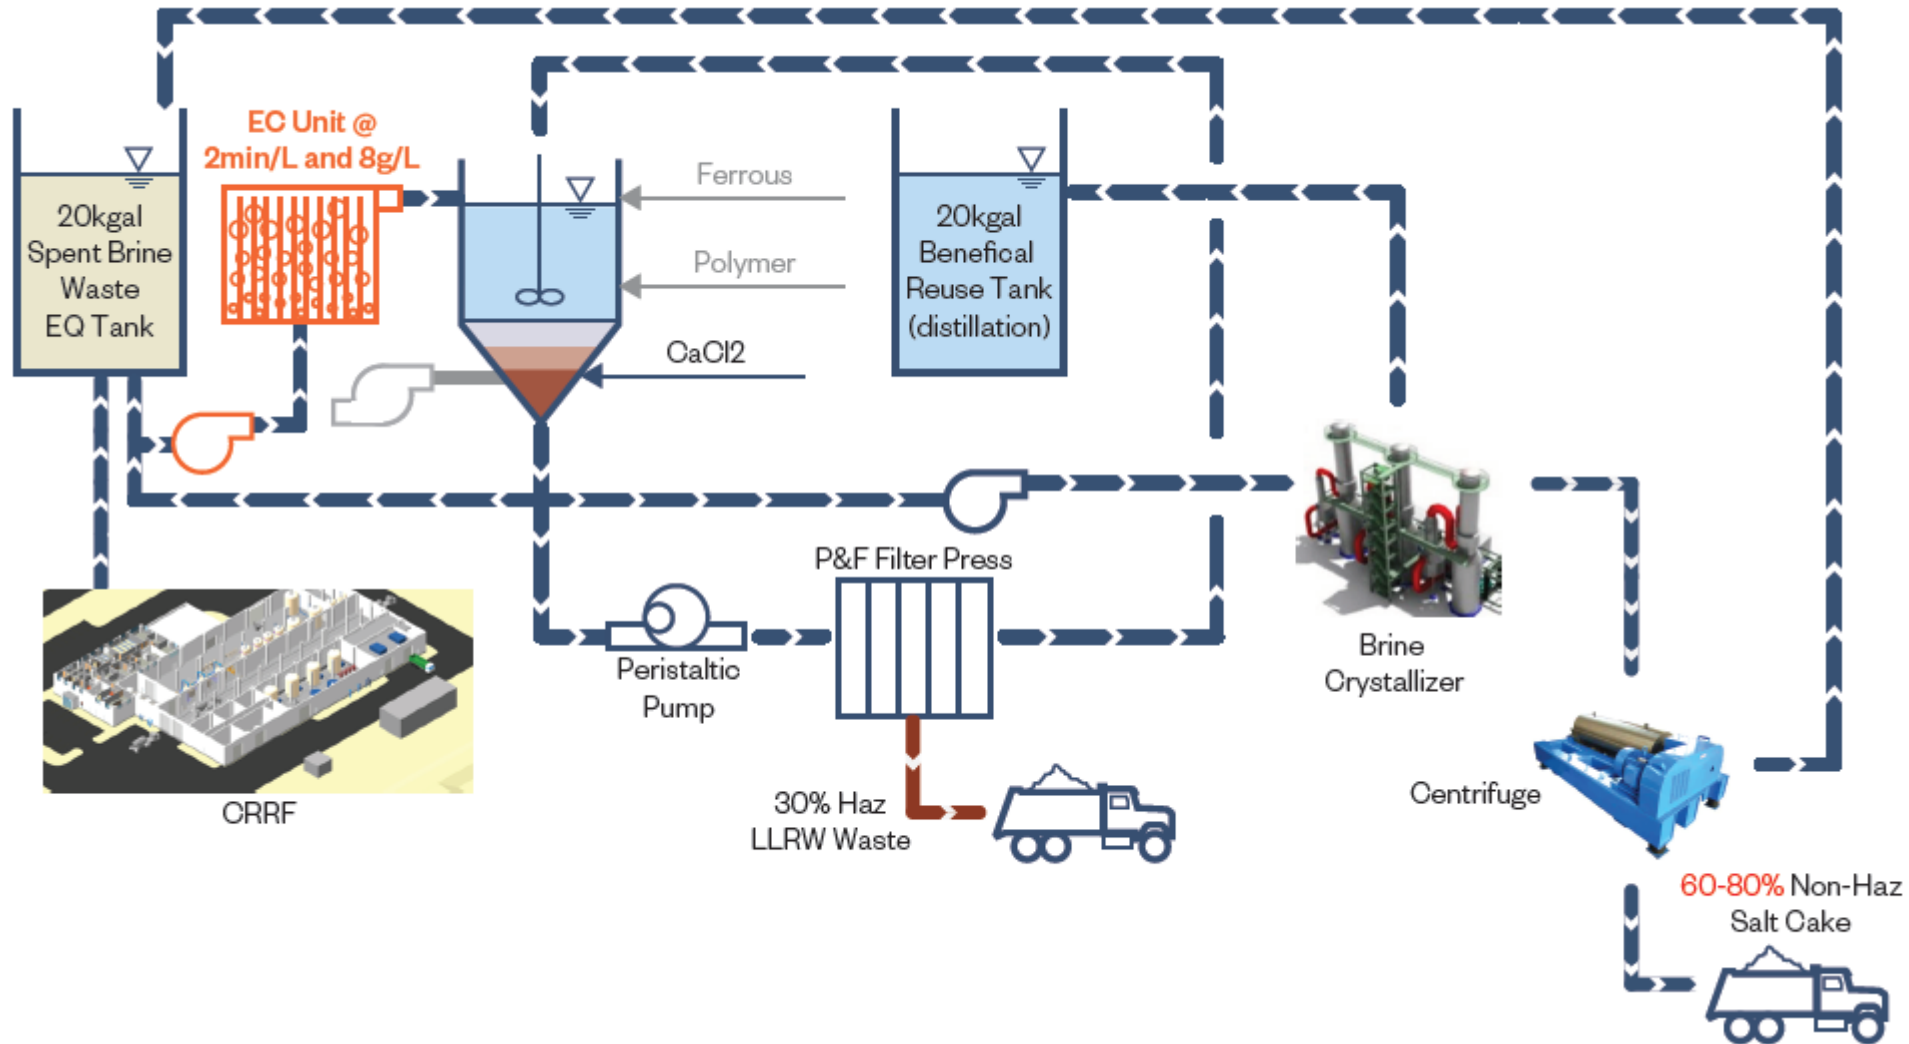 EC Unit @
2min/L and 8g/L
20kgal
Spent Brine
Waste
EQ Tank
Ferrous
Polymer
CaCl2
20kgal
Benefical
Reuse Tank
(distillation)
P&F Filter Press
Peristaltic
Pump
Brine
Crystallizer
CRRF
30% Haz
LLRW Waste
Centrifuge
60-80% Non-Haz
Salt Cake